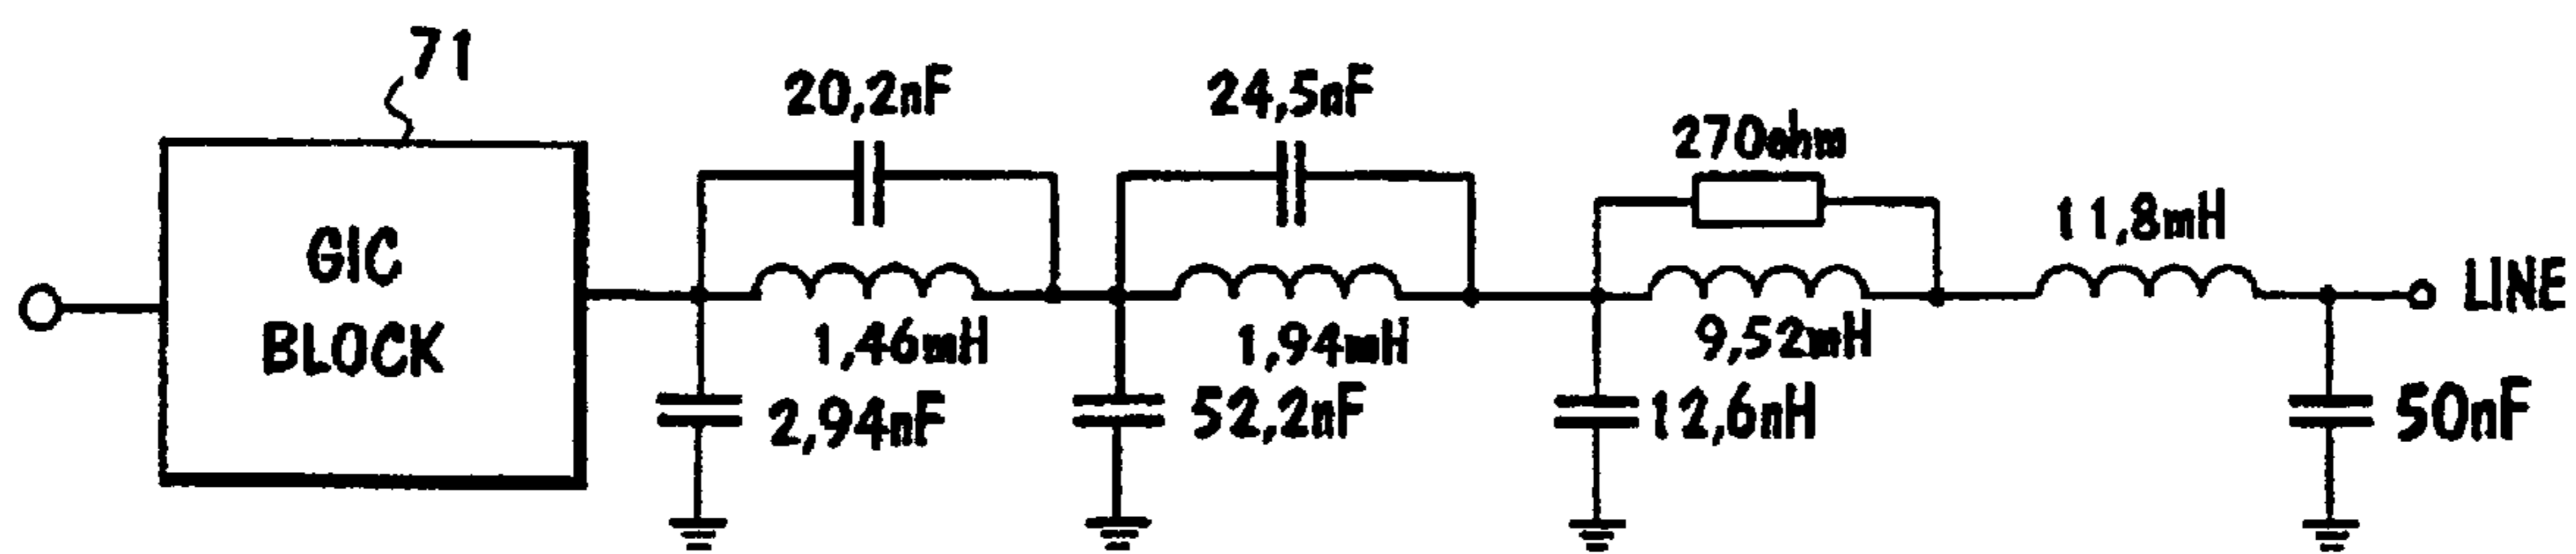 71
GIC
BLOCK
20,2nF
1,46mH
2,94nF
24,5nF
1,94mH
52,2nF
270ohm
9,52mH
12,6nH
11,8mH
LINE
50nF